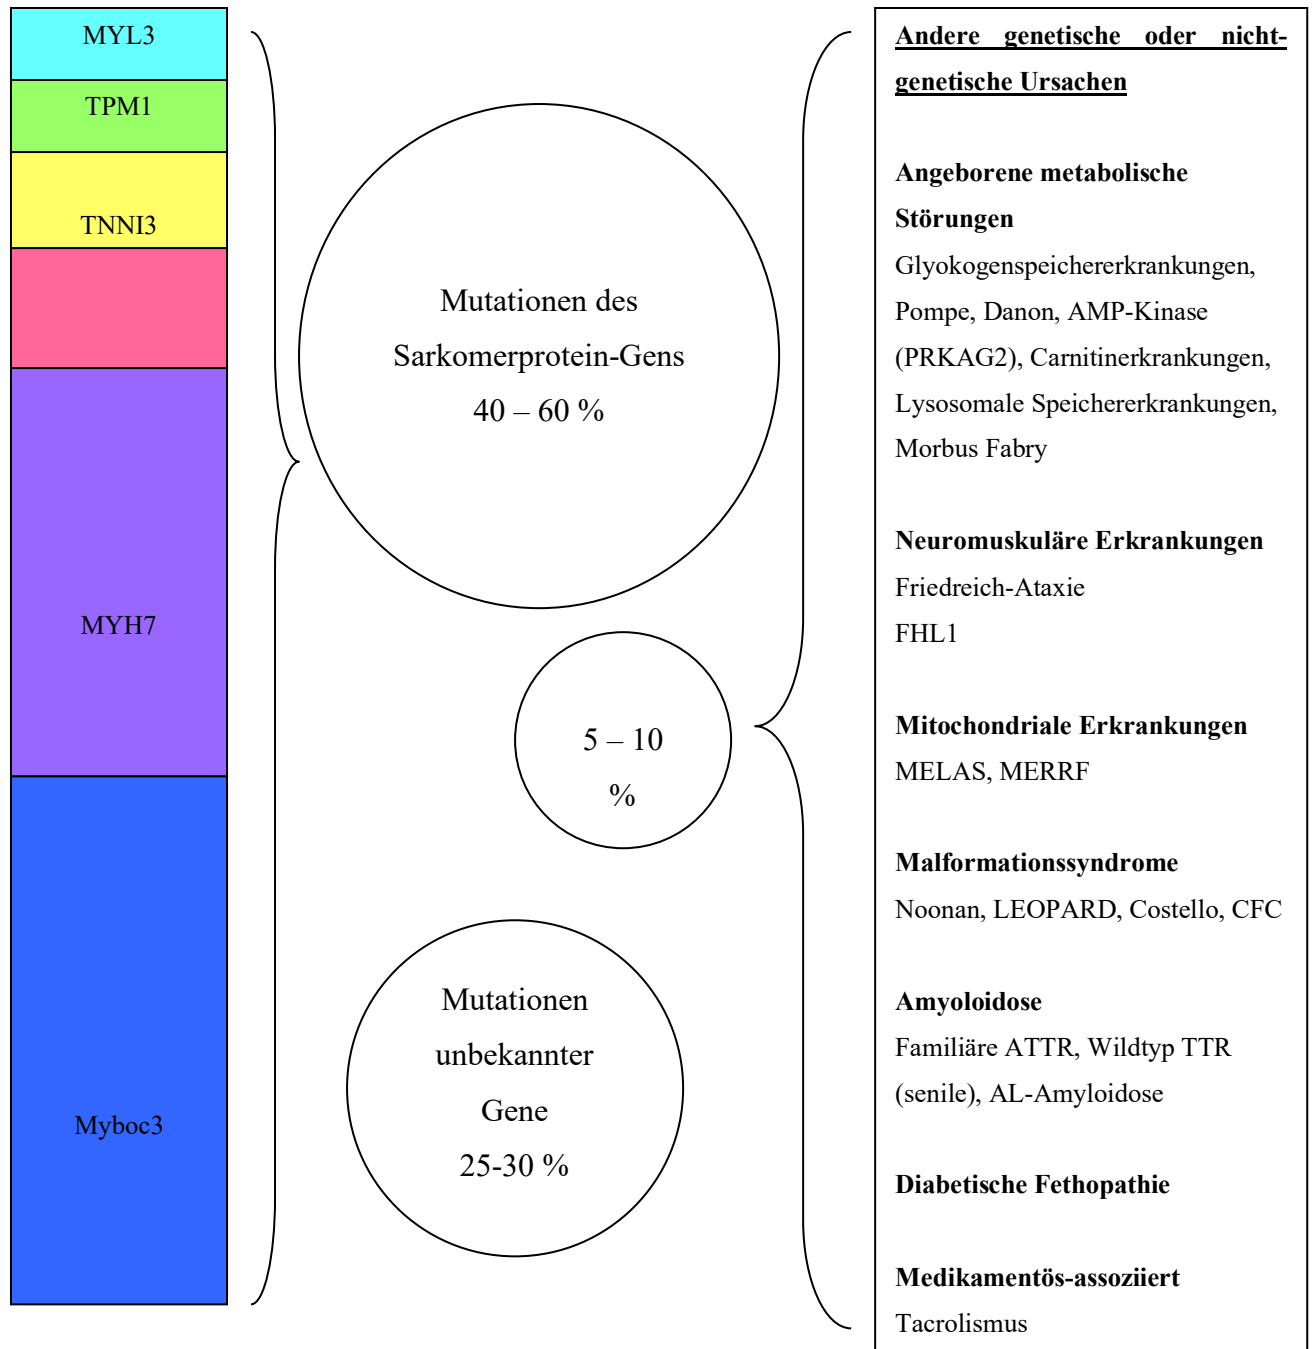 MYL3
TPM1
TNNI3
MYH7
Myboc3
Mutationen des
Sarkomerprotein-Gens
40 – 60 %
5 – 10
%
Mutationen
unbekannter
Gene
25-30 %
Andere genetische oder nicht-
genetische Ursachen
Angeborene metabolische
Störungen
Glyokogenspeichererkrankungen,
Pompe, Danon, AMP-Kinase
(PRKAG2), Carnitinerkrankungen,
Lysosomale Speichererkrankungen,
Morbus Fabry
Neuromuskuläre Erkrankungen
Friedreich-Ataxie
FHL1
Mitochondriale Erkrankungen
MELAS, MERRF
Malformationssyndrome
Noonan, LEOPARD, Costello, CFC
Amyoloidose
Familiäre ATTR, Wildtyp TTR
(senile), AL-Amyloidose
Diabetische Fethopathie
Medikamentös-assoziiert
Tacrolismus